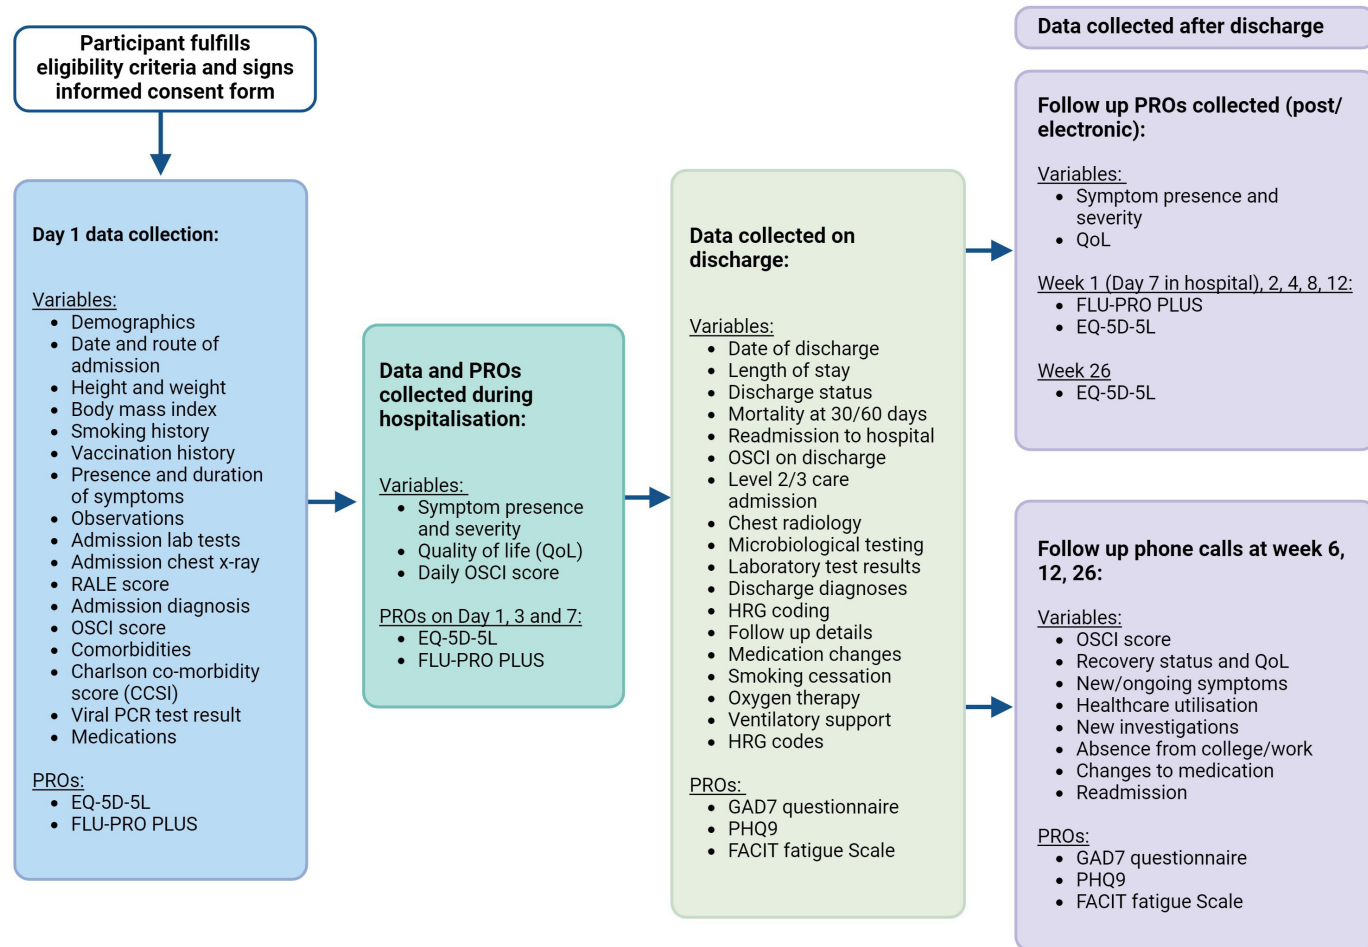 Participant fulfills
eligibility criteria and signs
informed consent form
Day 1 data collection:
Variables:
• Demographics
• Date and route of
admission
• Height and weight
• Body mass index
• Smoking history
• Vaccination history
• Presence and duration
of symptoms
• Observations
• Admission lab tests
• Admission chest x-ray
• RALE score
• Admission diagnosis
• OSCI score
• Comorbidities
• Charlson co-morbidity
score (CCSI)
• Viral PCR test result
• Medications
PROs:
• EQ-5D-5L
• FLU-PRO PLUS
Data and PROs
collected during
hospitalisation:
Variables:
• Symptom presence
and severity
• Quality of life (QoL)
• Daily OSCI score
PROs on Day 1, 3 and 7:
• EQ-5D-5L
• FLU-PRO PLUS
Data collected on
discharge:
Variables:
• Date of discharge
• Length of stay
• Discharge status
• Mortality at 30/60 days
• Readmission to hospital
• OSCI on discharge
• Level 2/3 care
admission
• Chest radiology
• Microbiological testing
• Laboratory test results
• Discharge diagnoses
• HRG coding
• Follow up details
• Medication changes
• Smoking cessation
• Oxygen therapy
• Ventilatory support
• HRG codes
PROs:
• GAD7 questionnaire
• PHQ9
• FACIT fatigue Scale
Data collected after discharge
Follow up PROs collected (post/
electronic):
Variables:
• Symptom presence and
severity
• QoL
Week 1 (Day 7 in hospital), 2, 4, 8, 12:
• FLU-PRO PLUS
• EQ-5D-5L
Week 26
• EQ-5D-5L
Follow up phone calls at week 6,
12, 26:
Variables:
• OSCI score
• Recovery status and QoL
• New/ongoing symptoms
• Healthcare utilisation
• New investigations
• Absence from college/work
• Changes to medication
• Readmission
PROs:
• GAD7 questionnaire
• PHQ9
• FACIT fatigue Scale